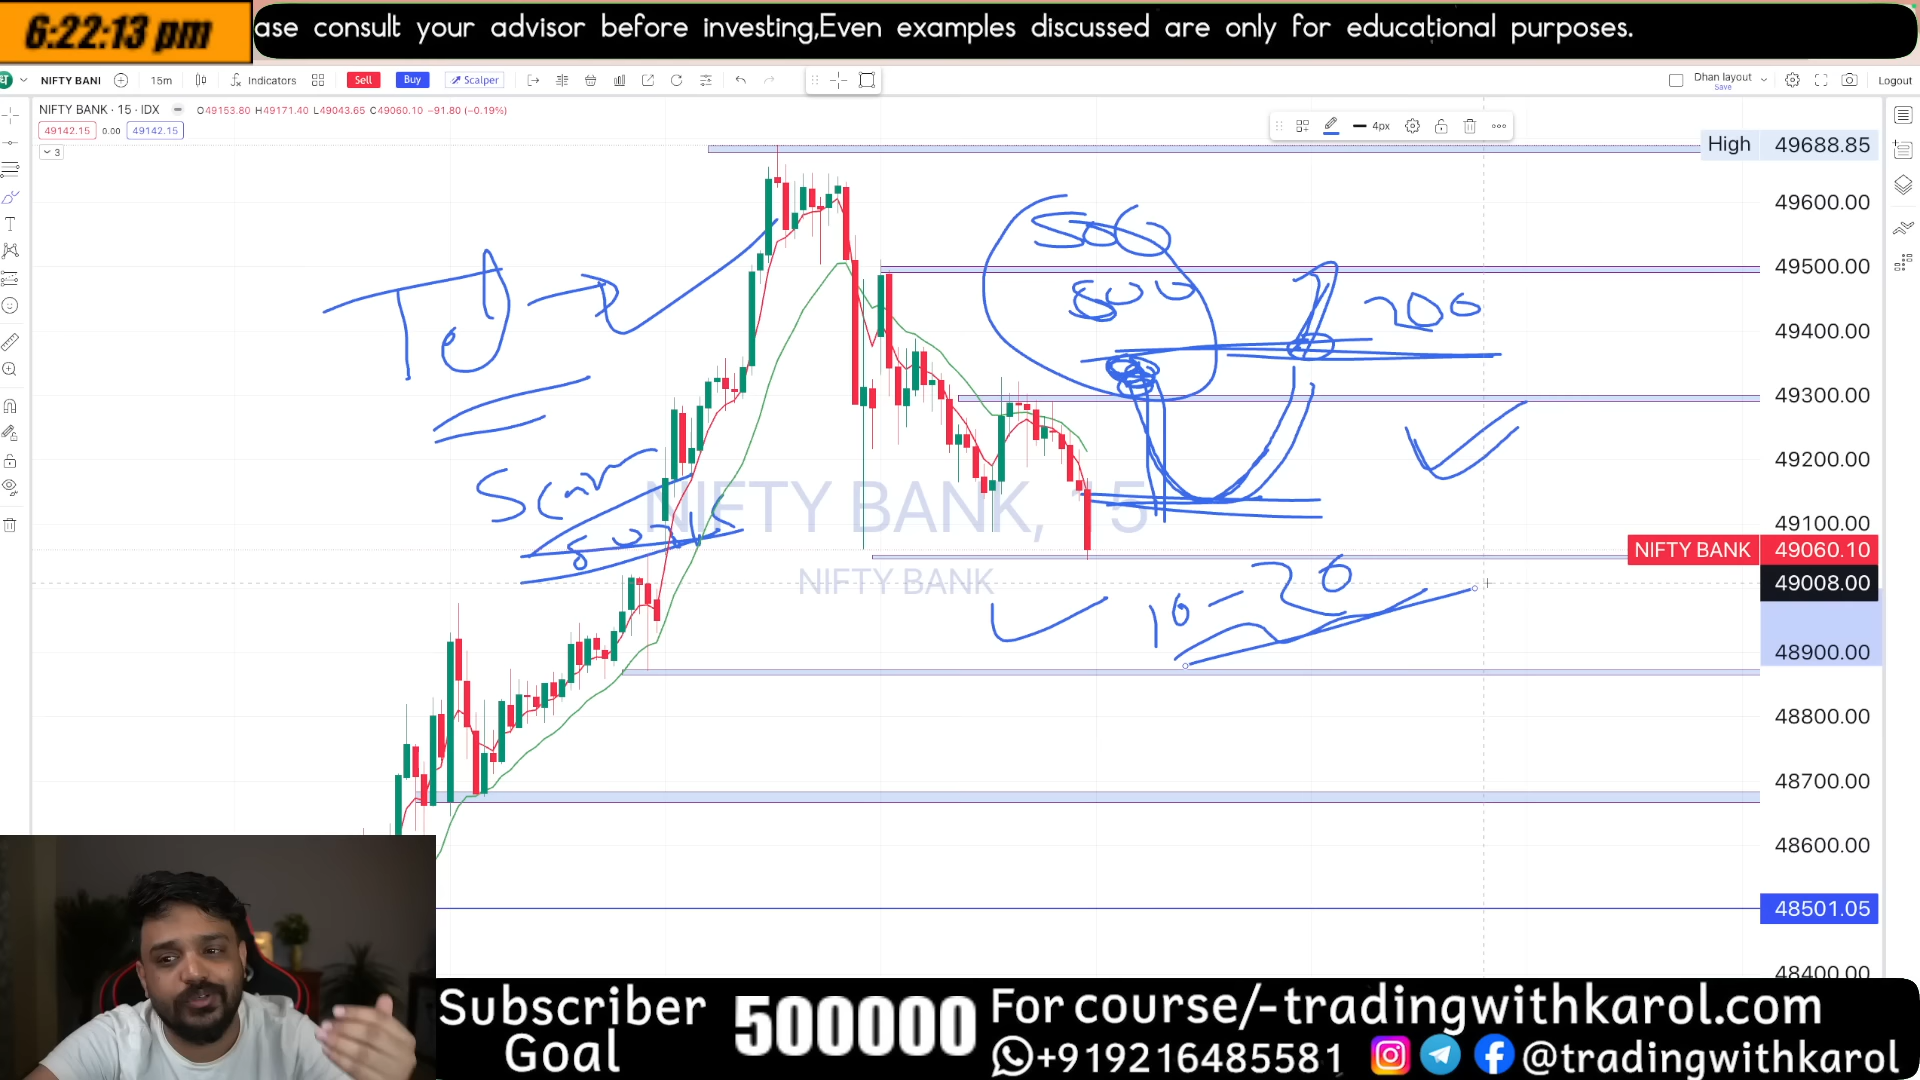 6:22:13 pm
ase consult your advisor before investing,Even examples discussed are only for educational purposes.
NIFTY BANI
15m
Indicators
Sell
Buy
Scalper
Dhan layout
Save
Logout
NIFTY BANK · 15 · IDX
O49153.80 H49171.40 L49043.65 C49060.10 −91.80 (−0.19%)
49142.15 0.00 49142.15
3
4px
High 49688.85
49600.00
49500.00
49400.00
49300.00
49200.00
49100.00
NIFTY BANK 49060.10
49008.00
48900.00
48800.00
48700.00
48600.00
48501.05
48400.00
NIFTY BANK, 15
NIFTY BANK
500
800
200
10-20
Subscriber Goal
500000
For course/-tradingwithkarol.com
+919216485581
@tradingwithkarol